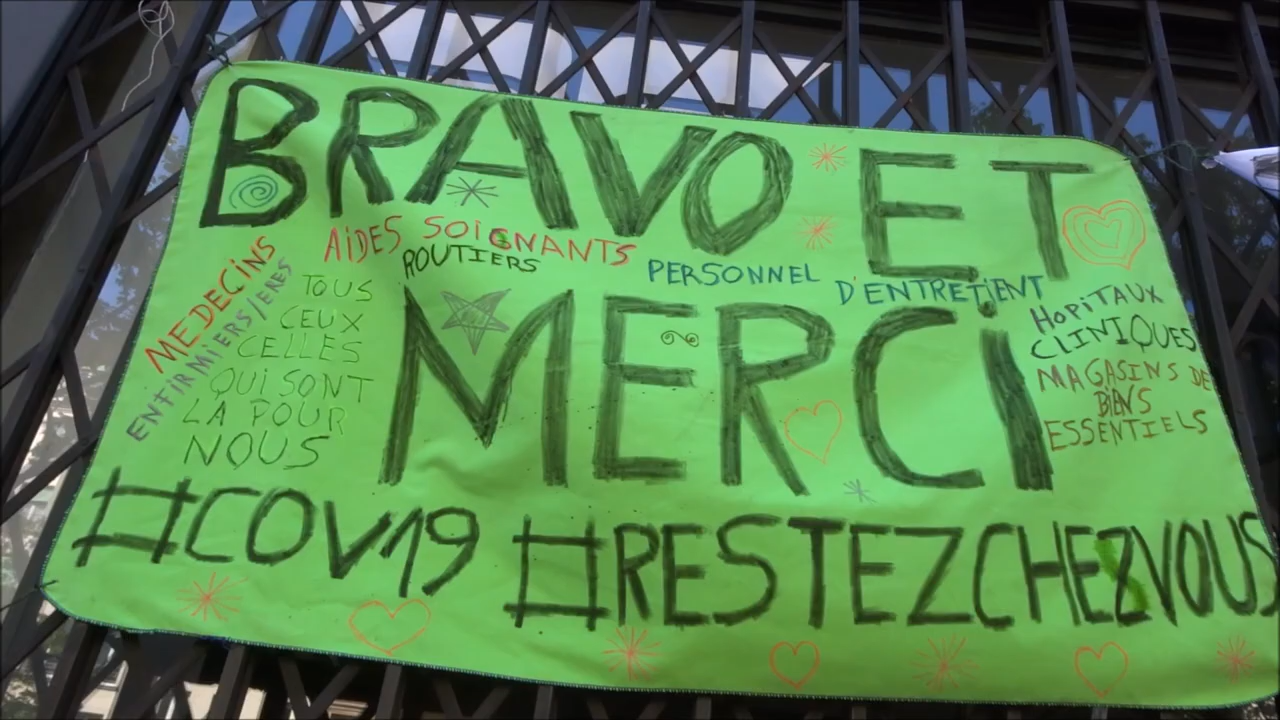 BRAVO ET
AIDES SOiGNANTS
ROUTIERS
PERSONNEL D'ENTRETiENT
MEDECINS
ENFIRMIERS/ERES
TOUS
CEUX
CELLES
QUi SONT
LA POUR
NOUS
MERCi
HOPiTAUX
CLINIQUES
MAGASINS DE
BIENS
ESSENTIELS
#COV19 #RESTEZCHEZVOUS